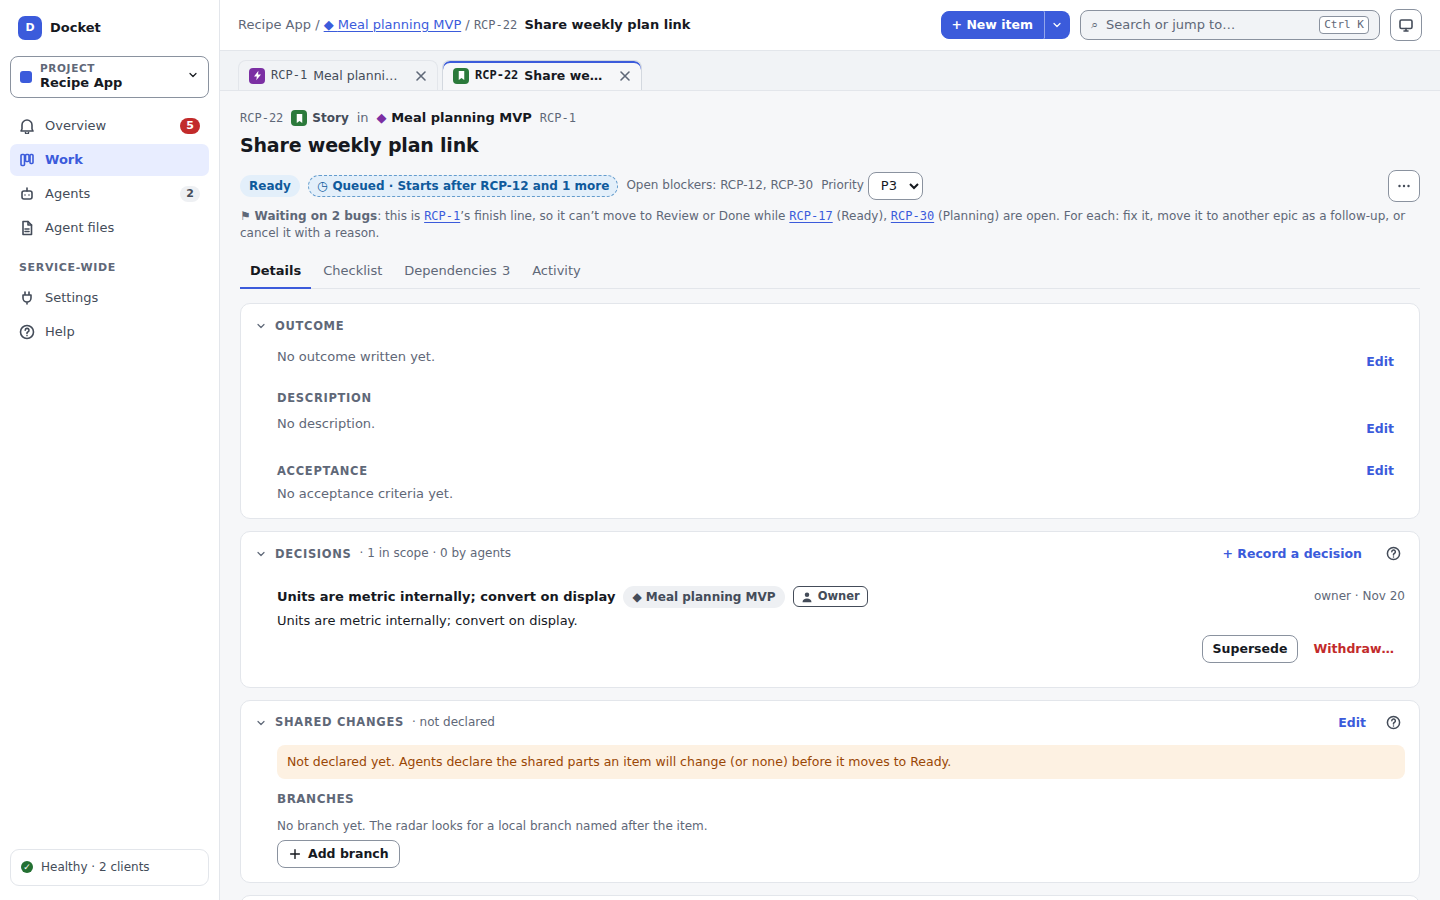 D Docket
PROJECT
Recipe App
Overview 5
Work
Agents 2
Agent files
SERVICE-WIDE
Settings
Help
Healthy · 2 clients
Recipe App / ◆ Meal planning MVP / RCP-22 Share weekly plan link
+ New item
Search or jump to… Ctrl K
RCP-1 Meal planni…
RCP-22 Share we…
RCP-22 Story in ◆ Meal planning MVP RCP-1
Share weekly plan link
Ready
Queued · Starts after RCP-12 and 1 more
Open blockers: RCP-12, RCP-30 Priority P3
⚑ Waiting on 2 bugs: this is RCP-1’s finish line, so it can’t move to Review or Done while RCP-17 (Ready), RCP-30 (Planning) are open. For each: fix it, move it to another epic as a follow-up, or
cancel it with a reason.
Details Checklist Dependencies 3 Activity
OUTCOME
No outcome written yet.
Edit
DESCRIPTION
No description.
Edit
ACCEPTANCE Edit
No acceptance criteria yet.
DECISIONS · 1 in scope · 0 by agents + Record a decision
Units are metric internally; convert on display ◆ Meal planning MVP Owner owner · Nov 20
Units are metric internally; convert on display.
Supersede Withdraw…
SHARED CHANGES · not declared Edit
Not declared yet. Agents declare the shared parts an item will change (or none) before it moves to Ready.
BRANCHES
No branch yet. The radar looks for a local branch named after the item.
+ Add branch